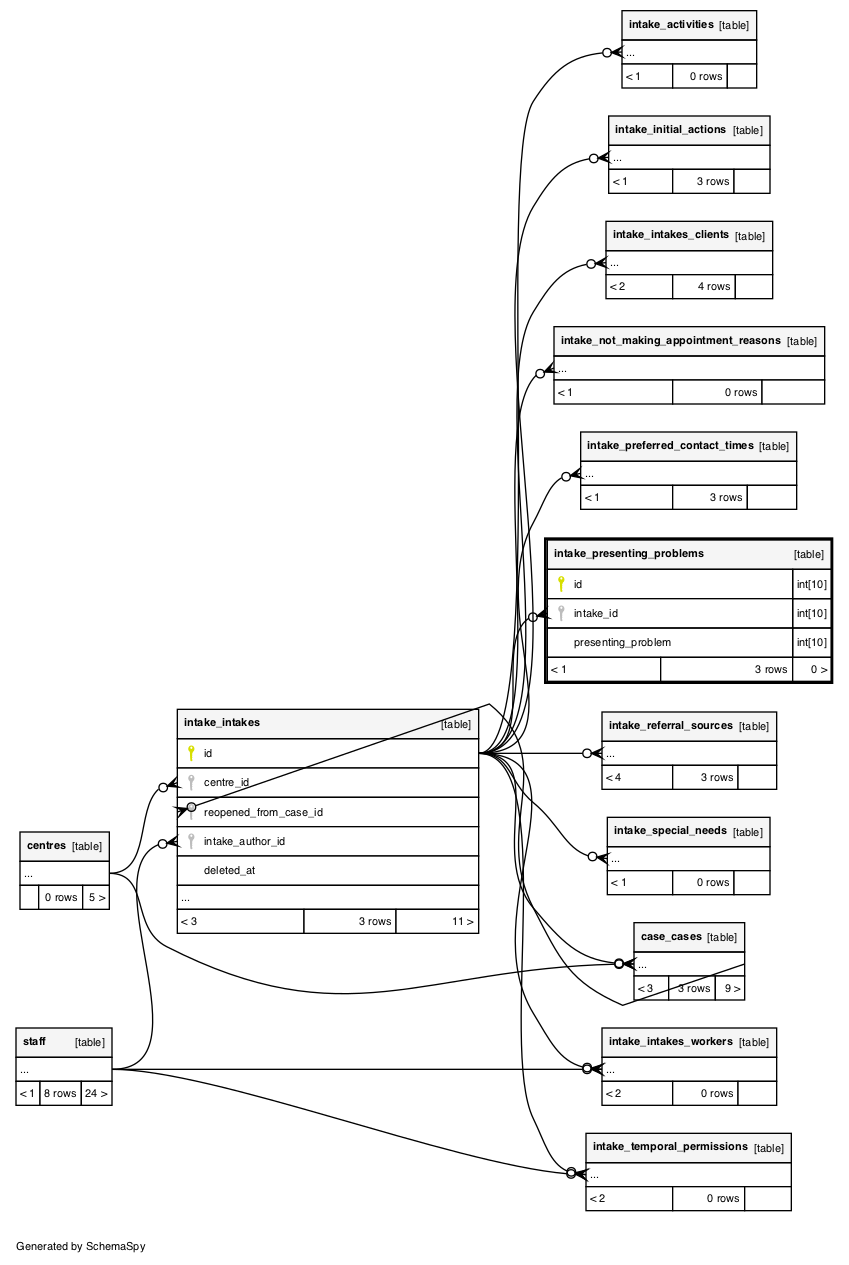 intake_activities [table]
...
< 1 0 rows
intake_initial_actions [table]
...
< 1 3 rows
intake_intakes_clients [table]
...
< 2 4 rows
intake_not_making_appointment_reasons [table]
...
< 1 0 rows
intake_preferred_contact_times [table]
...
< 1 3 rows
intake_presenting_problems [table]
id int[10]
intake_id int[10]
presenting_problem int[10]
< 1 3 rows 0 >
intake_intakes [table]
id
centre_id
reopened_from_case_id
intake_author_id
deleted_at
...
< 3 3 rows 11 >
intake_referral_sources [table]
...
< 4 3 rows
intake_special_needs [table]
...
< 1 0 rows
centres [table]
...
0 rows 5 >
case_cases [table]
...
< 3 3 rows 9 >
staff [table]
...
< 1 8 rows 24 >
intake_intakes_workers [table]
...
< 2 0 rows
intake_temporal_permissions [table]
...
< 2 0 rows
Generated by SchemaSpy